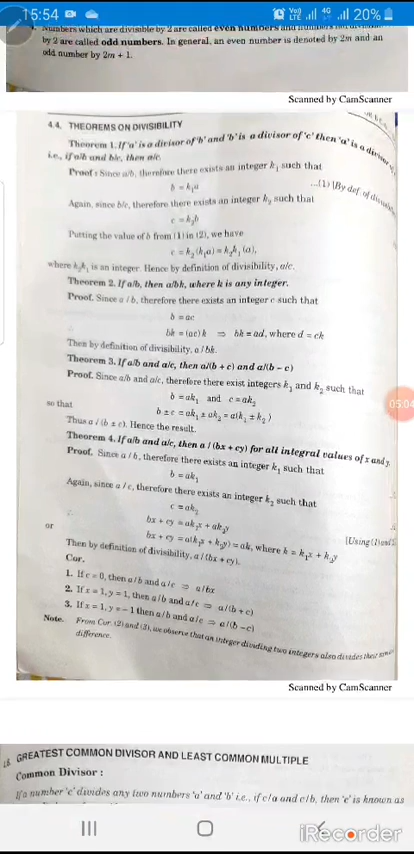 15:54 VoD LTE 4G 20%
Numbers which are divisible by 2 are called even numbers and numbers not
by 2 are called odd numbers. In general, an even number is denoted by 2m and an
odd number by 2m + 1.
Scanned by CamScanner
4.4. THEOREMS ON DIVISIBILITY
Theorem 1. If 'a' is a divisor of 'b' and 'b' is a divisor of 'c' then 'a' is a divisor
i.e., if a/b and b/c, then a/c.
Proof : Since a/b, therefore there exists an integer k₁ such that
b = k₁a ...(1) [By def. of divisibility
Again, since b/c, therefore there exists an integer k₂ such that
c = k₂b
Putting the value of b from (1) in (2), we have
c = k₂ (k₁a) = k₂k₁ (a),
where k₂k₁ is an integer. Hence by definition of divisibility, a/c.
Theorem 2. If a/b, then a/bk, where k is any integer.
Proof. Since a / b, therefore there exists an integer c such that
b = ac
bk = (ac) k ⇒ bk = ad, where d = ck
Then by definition of divisibility, a / bk.
Theorem 3. If a/b and a/c, then a/(b + c) and a/(b – c)
Proof. Since a/b and a/c, therefore there exist integers k₁ and k₂ such that
b = ak₁ and c = ak₂
05:04
so that
b ± c = ak₁ ± ak₂ = a(k₁ ± k₂)
Thus a / (b ± c). Hence the result.
Theorem 4. If a/b and a/c, then a / (bx + cy) for all integral values of x and y.
Proof. Since a / b, therefore there exists an integer k₁ such that
b = ak₁
Again, since a / c, therefore there exists an integer k₂ such that
c = ak₂
∴ bx + cy = ak₁x + ak₂y
or bx + cy = a(k₁x + k₂y) = ak, where k = k₁x + k₂y [Using (1) and
Then by definition of divisibility, a / (bx + cy).
Cor.
1. If c = 0, then a / b and a / c ⇒ a / bx
2. If x = 1, y = 1, then a / b and a / c ⇒ a / (b + c)
3. If x = 1, y = – 1 then a / b and a / c ⇒ a / (b – c)
Note. From Cor. (2) and (3), we observe that an integer dividing two integers also divides their
difference.
Scanned by CamScanner
GREATEST COMMON DIVISOR AND LEAST COMMON MULTIPLE
Common Divisor :
If a number 'c' divides any two numbers 'a' and 'b' i.e., if c/a and c/b, then 'c' is known as
iRecorder